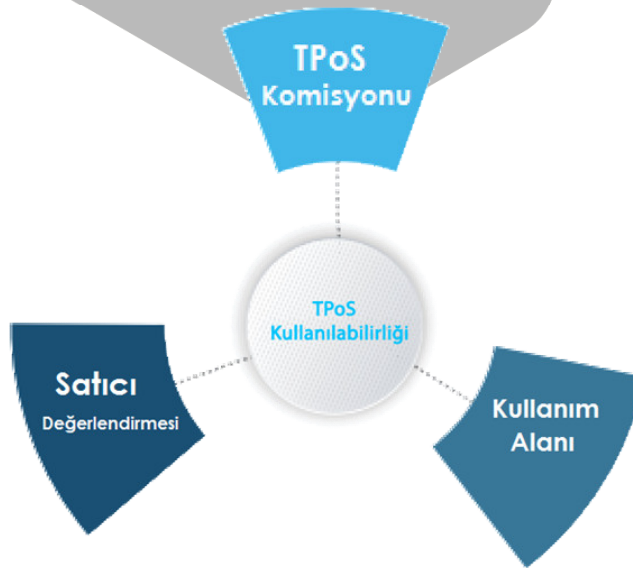 TPoS
Komisyonu
TPoS
Kullanılabilirliği
Satıcı
Değerlendirmesi
Kullanım
Alanı